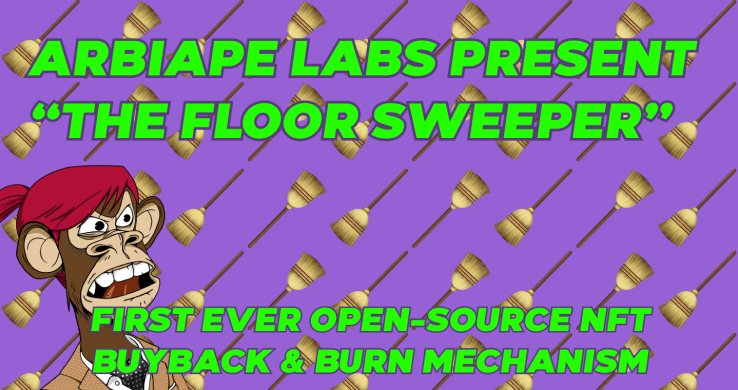 ARBIAPE LABS PRESENT
“THE FLOOR SWEEPER”
FIRST EVER OPEN-SOURCE NFT
BUYBACK & BURN MECHANISM